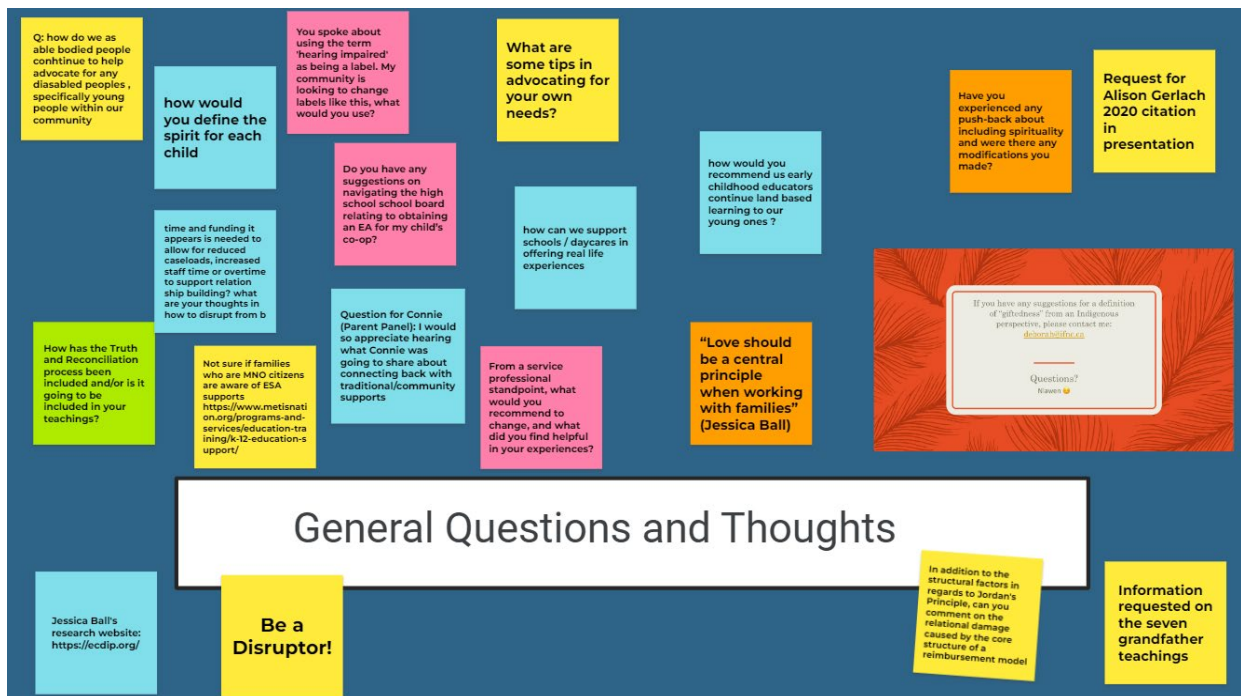 Q: how do we as
able bodied people
conhtinue to help
advocate for any
diasabled peoples ,
specifically young
people within our
community
how would
you define the
spirit for each
child
You spoke about
using the term
'hearing impaired'
as being a label. My
community is
looking to change
labels like this, what
would you use?
What are
some tips in
advocating for
your own
needs?
Have you
experienced any
push-back about
including spirituality
and were there any
modifications you
made?
Request for
Alison Gerlach
2020 citation
in
presentation
Do you have any
suggestions on
navigating the high
school school board
relating to obtaining
an EA for my child's
co-op?
how would you
recommend us early
childhood educators
continue land based
learning to our
young ones ?
time and funding it
appears is needed to
allow for reduced
caseloads, increased
staff time or overtime
to support relation
ship building? what
are your thoughts in
how to disrupt from b
how can we support
schools / daycares in
offering real life
experiences
If you have any suggestions for a definition
of "giftedness" from an Indigenous
perspective, please contact me:
Questions?
Niawen
How has the Truth
and Reconciliation
process been
included and/or is it
going to be
included in your
teachings?
Not sure if families
who are MNO citizens
are aware of ESA
supports
https://www.metisnati
on.org/programs-and-
services/education-tra
ining/k-12-education-s
upport/
Question for Connie
(Parent Panel): I would
so appreciate hearing
what Connie was
going to share about
connecting back with
traditional/community
supports
From a service
professional
standpoint, what
would you
recommend to
change, and what
did you find helpful
in your experiences?
“Love should
be a central
principle
when working
with families”
(Jessica Ball)
General Questions and Thoughts
Jessica Ball's
research website:
https://ecdip.org/
Be a
Disruptor!
In addition to the
structural factors in
regards to Jordan's
Principle, can you
comment on the
relational damage
caused by the core
structure of a
reimbursement model
Information
requested on
the seven
grandfather
teachings